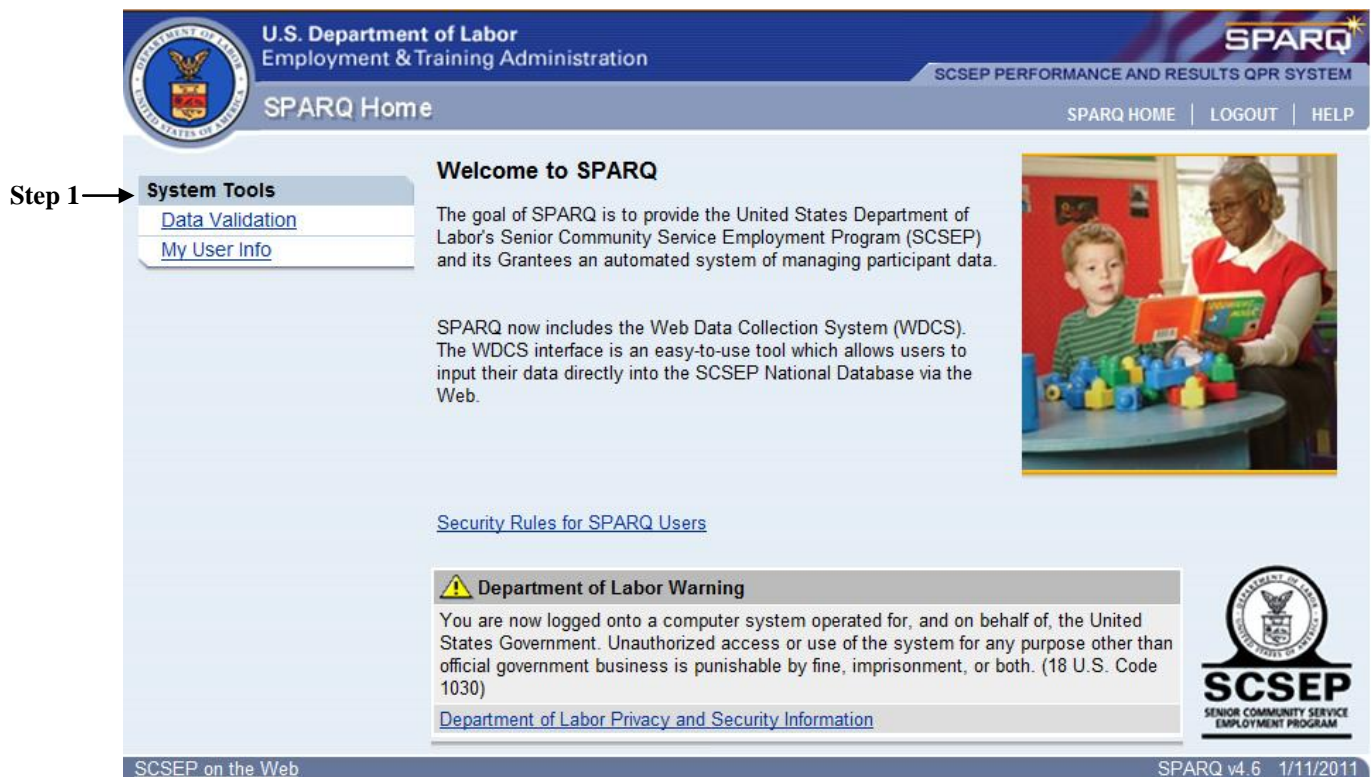 U.S. Department of Labor
Employment & Training Administration
SPARQ
SCSEP PERFORMANCE AND RESULTS QPR SYSTEM
SPARQ Home
SPARQ HOME | LOGOUT | HELP
DEPARTMENT OF LABOR
UNITED STATES OF AMERICA
Step 1
System Tools
Data Validation
My User Info
Welcome to SPARQ
The goal of SPARQ is to provide the United States Department of
Labor's Senior Community Service Employment Program (SCSEP)
and its Grantees an automated system of managing participant data.
SPARQ now includes the Web Data Collection System (WDCS).
The WDCS interface is an easy-to-use tool which allows users to
input their data directly into the SCSEP National Database via the
Web.
Security Rules for SPARQ Users
Department of Labor Warning
You are now logged onto a computer system operated for, and on behalf of, the United
States Government. Unauthorized access or use of the system for any purpose other than
official government business is punishable by fine, imprisonment, or both. (18 U.S. Code
1030)
Department of Labor Privacy and Security Information
SCSEP
SENIOR COMMUNITY SERVICE
EMPLOYMENT PROGRAM
SCSEP on the Web
SPARQ v4.6 1/11/2011